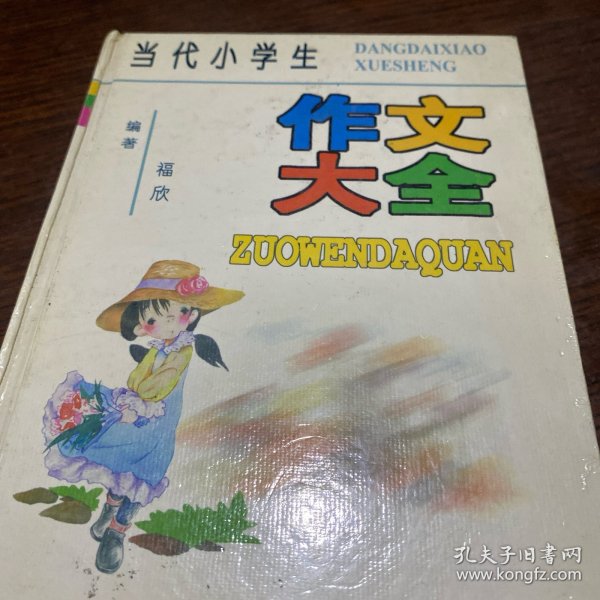 当代小学生
DANGDAIXIAO
XUESHENG
作文
大全
ZUOWENDAQUAN
编著
福欣
孔夫子旧书网
www.kongfz.com